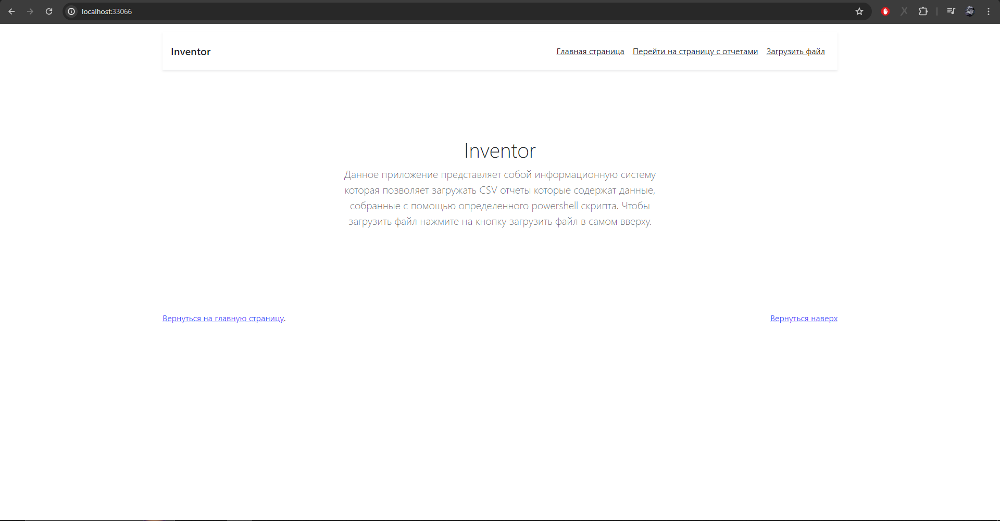 localhost:33066
Inventor
Главная страница Перейти на страницу с отчетами Загрузить файл
Inventor
Данное приложение представляет собой информационную систему
которая позволяет загружать CSV отчеты которые содержат данные,
собранные с помощью определенного powershell скрипта. Чтобы
загрузить файл нажмите на кнопку загрузить файл в самом вверху.
Вернуться на главную страницу. Вернуться наверх